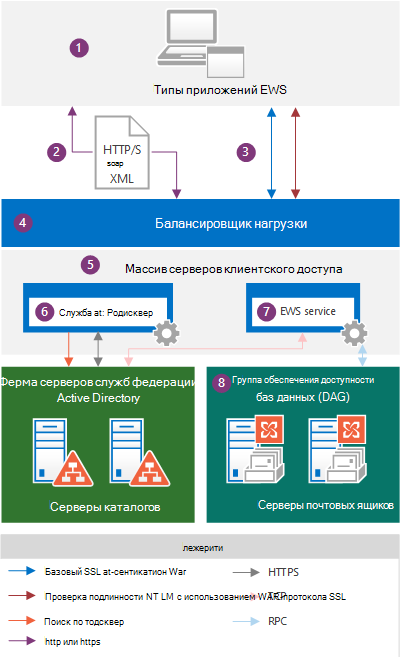 1
Типы приложений EWS
2
HTTP/S
soap
XML
3
4
Балансировщик нагрузки
5
Массив серверов клиентского доступа
6
Служба at: Родисквер
7
EWS service
Ферма серверов служб федерации
Active Directory
Серверы каталогов
8
Группа обеспечности доступности
баз данных (DAG)
Серверы почтовых ящиков
лежерити
Базовый SSL at-сентикатион War
HTTPS
Проверка подлинности NT LM с использованием протокола SSL
TCP
Поиск по тодсквер
RPC
http или https